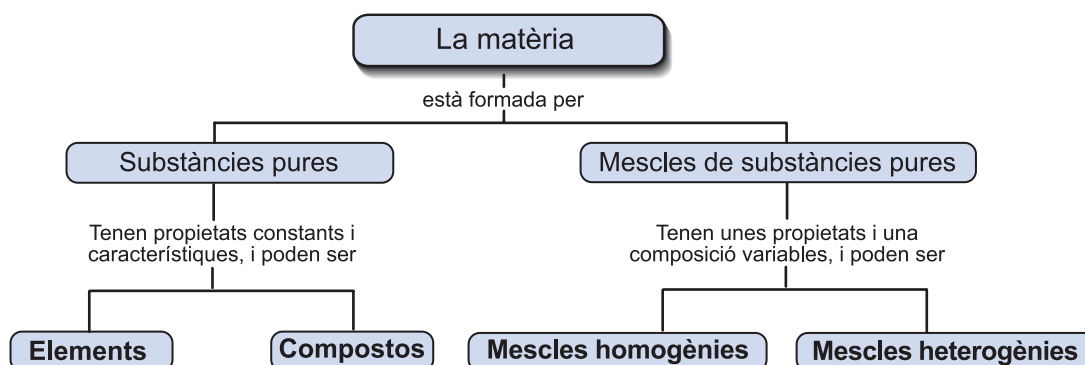 La matèria
està formada per
Substàncies pures
Mescles de substàncies pures
Tenen propietats constants i
característiques, i poden ser
Tenen unes propietats i una
composició variables, i poden ser
Elements
Compostos
Mescles homogènies
Mescles heterogènies